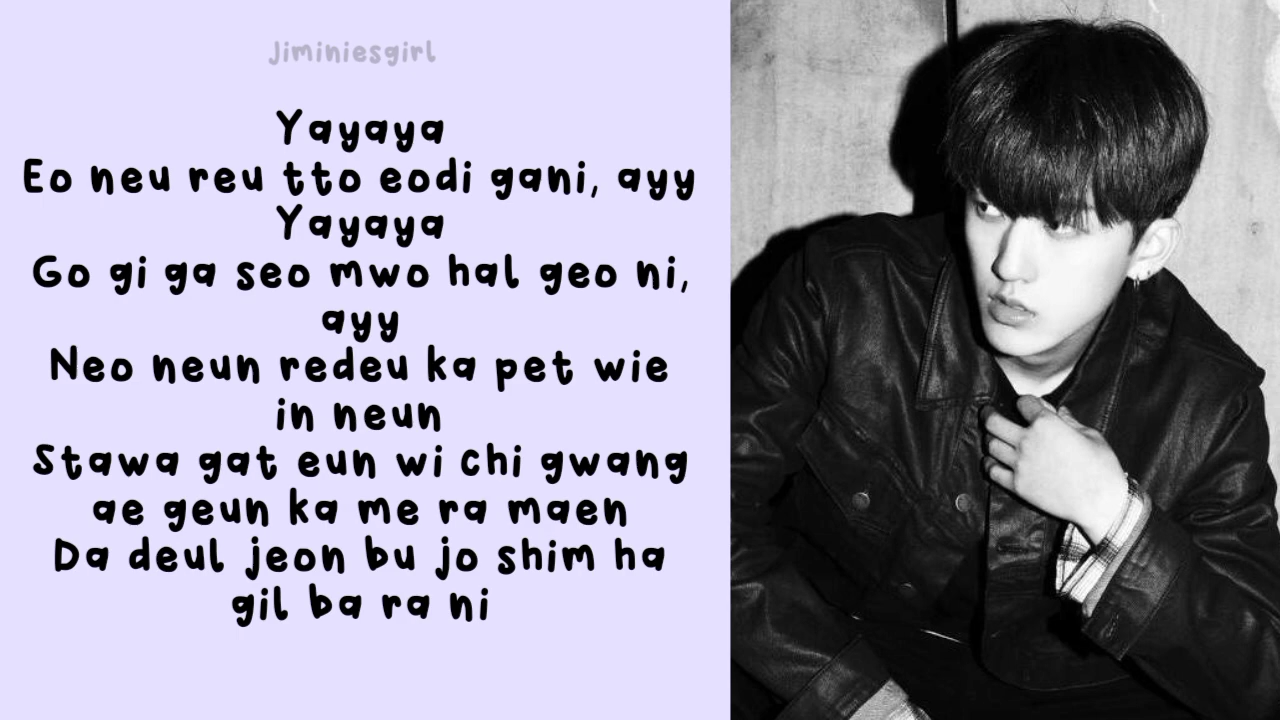 Jiminiesgirl
Yayaya
Eo neu reu tto eodi gani, ayy
Yayaya
Go gi ga seo mwo hal geo ni,
ayy
Neo neun redeu ka pet wie
in neun
Stawa gat eun wi chi gwang
ae geun ka me ra maen
Da deul jeon bu jo shim ha
gil ba ra ni